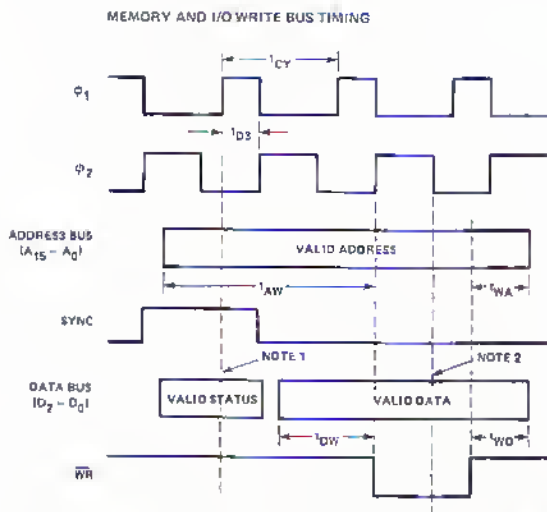 MEMORY AND I/O WRITE BUS TIMING
tCY
ϕ1
tD3
ϕ2
ADDRESS BUS
(A15 – A0)
VALID ADDRESS
tAW
tWA
SYNC
NOTE 1
NOTE 2
DATA BUS
(D2 – D0)
VALID STATUS
VALID DATA
tDW
tWD
WR